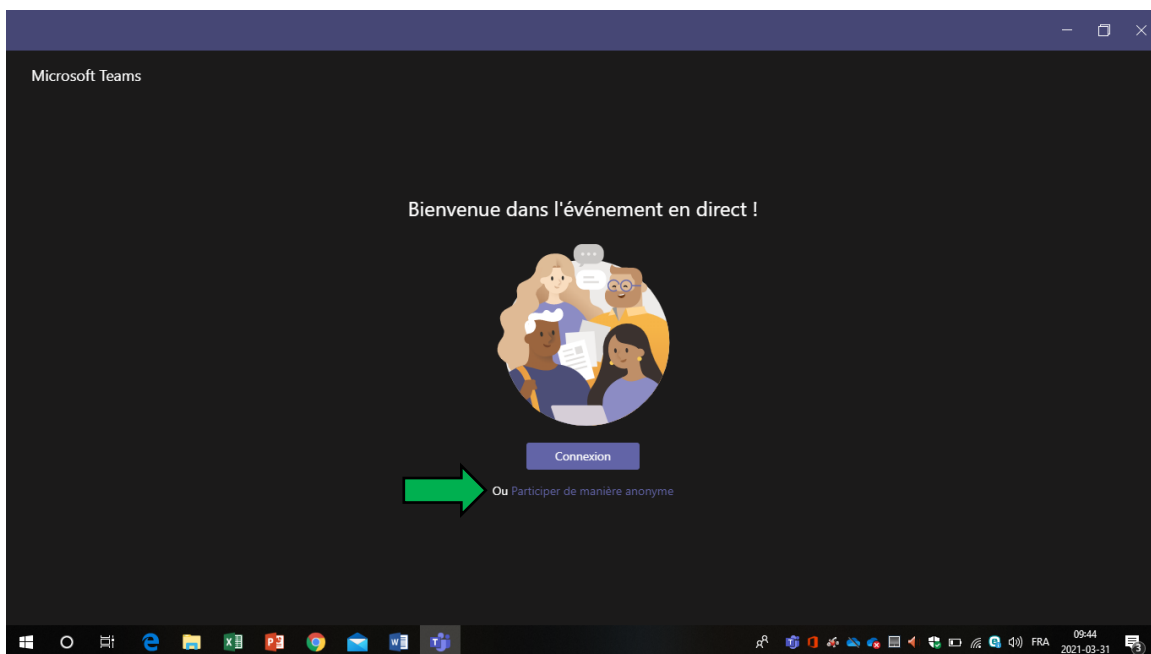 Microsoft Teams
Bienvenue dans l'événement en direct !
Connexion
Ou Participer de manière anonyme
FRA
09:44
2021-03-31
3